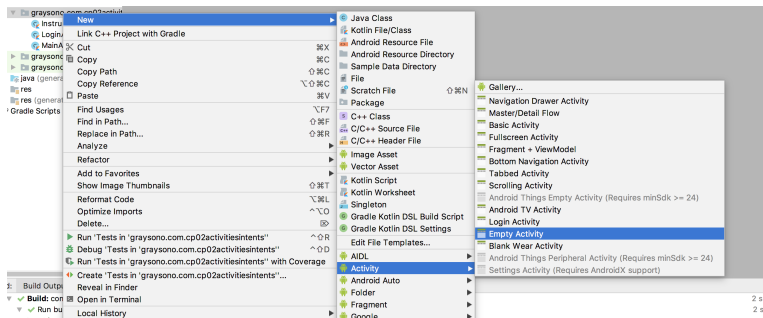 graysono.com.cp02activiti
Instru
LoginA
MainA
graysono
graysono
java (genera
res
res (generat
Gradle Scripts
New
Link C++ Project with Gradle
Cut ⌘X
Copy ⌘C
Copy Path ⇧⌘C
Copy Reference ⌥⇧⌘C
Paste ⌘V
Find Usages ⌥F7
Find in Path... ⇧⌘F
Replace in Path... ⇧⌘R
Analyze
Refactor
Add to Favorites
Show Image Thumbnails ⇧⌘T
Reformat Code ⌥⌘L
Optimize Imports ^⌥O
Delete... ⌦
Run 'Tests in 'graysono.com.cp02activitiesintents'' ^⇧R
Debug 'Tests in 'graysono.com.cp02activitiesintents'' ^⇧D
Run 'Tests in 'graysono.com.cp02activitiesintents'' with Coverage
Create 'Tests in 'graysono.com.cp02activitiesintents''...
Reveal in Finder
Open in Terminal
Local History
Java Class
Kotlin File/Class
Android Resource File
Android Resource Directory
Sample Data Directory
File
Scratch File ⇧⌘N
Package
C++ Class
C/C++ Source File
C/C++ Header File
Image Asset
Vector Asset
Kotlin Script
Kotlin Worksheet
Singleton
Gradle Kotlin DSL Build Script
Gradle Kotlin DSL Settings
Edit File Templates...
AIDL
Activity
Android Auto
Folder
Fragment
Google
Gallery...
Navigation Drawer Activity
Master/Detail Flow
Basic Activity
Fullscreen Activity
Fragment + ViewModel
Bottom Navigation Activity
Tabbed Activity
Scrolling Activity
Android Things Empty Activity (Requires minSdk >= 24)
Android TV Activity
Login Activity
Empty Activity
Blank Wear Activity
Android Things Peripheral Activity (Requires minSdk >= 24)
Settings Activity (Requires AndroidX support)
d: Build Outpu
Build: con 2 s
Run bu 2 s